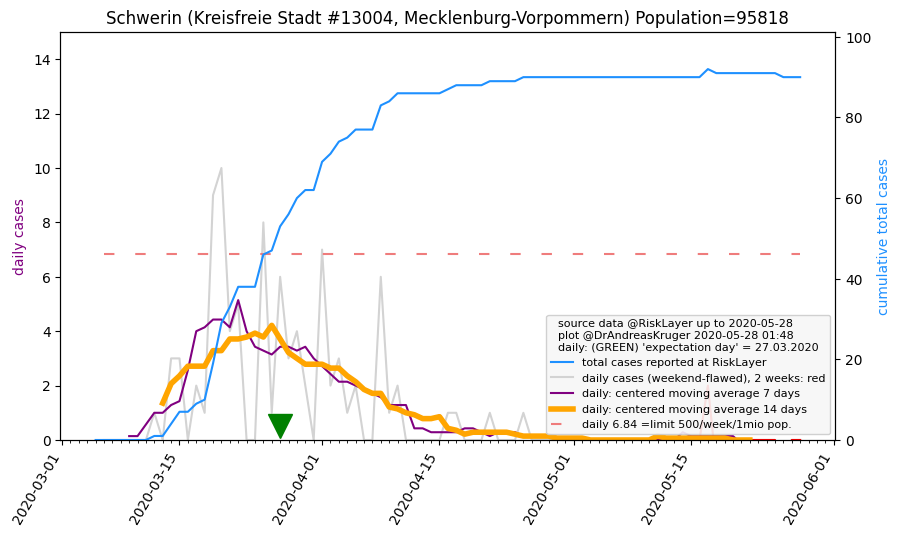 Schwerin (Kreisfreie Stadt #13004, Mecklenburg-Vorpommern) Population=95818
14
12
10
8
6
4
2
0
daily cases
100
80
60
40
20
0
cumulative total cases
source data @RiskLayer up to 2020-05-28
plot @DrAndreasKruger 2020-05-28 01:48
daily: (GREEN) 'expectation day' = 27.03.2020
total cases reported at RiskLayer
daily cases (weekend-flawed), 2 weeks: red
daily: centered moving average 7 days
daily: centered moving average 14 days
daily 6.84 =limit 500/week/1mio pop.
2020-03-01
2020-03-15
2020-04-01
2020-04-15
2020-05-01
2020-05-15
2020-06-01